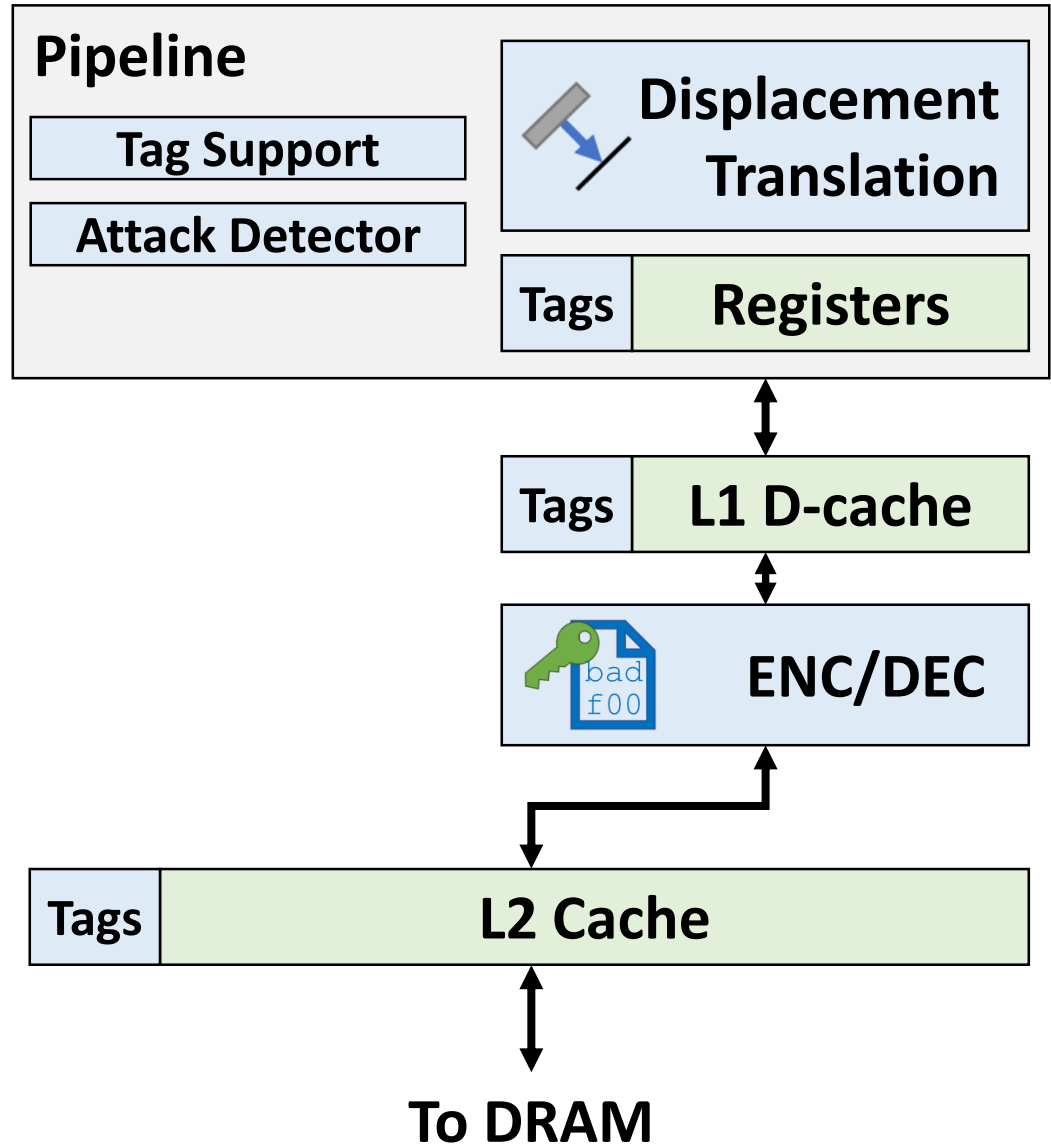 Pipeline
Tag Support
Attack Detector
Displacement
Translation
Tags Registers
Tags L1 D-cache
bad
f00
ENC/DEC
Tags L2 Cache
To DRAM